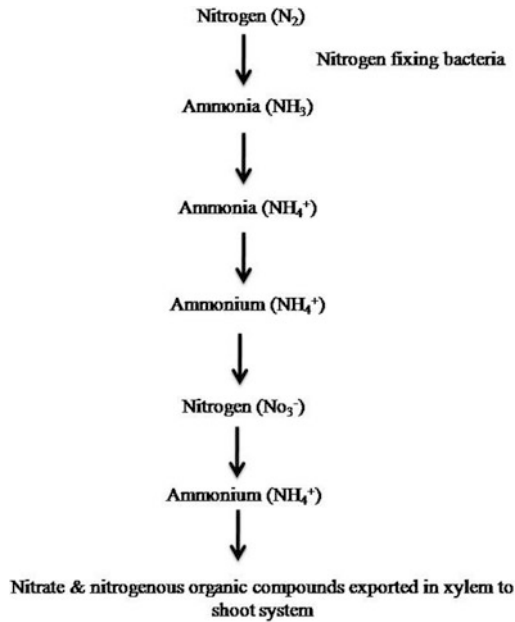 Nitrogen (N₂)
Nitrogen fixing bacteria
Ammonia (NH₃)
Ammonia (NH₄⁺)
Ammonium (NH₄⁺)
Nitrogen (No₃⁻)
Ammonium (NH₄⁺)
Nitrate & nitrogenous organic compounds exported in xylem to
shoot system